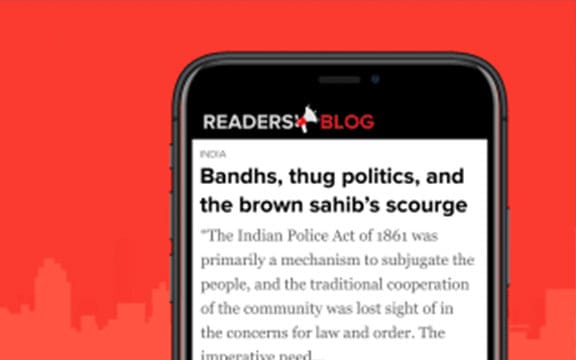 READERS' BLOG
INDIA
Bandhs, thug politics, and
the brown sahib's scourge
"The Indian Police Act of 1861 was
primarily a mechanism to subjugate the
people, and the traditional cooperation
of the community was lost sight of in
the concerns for law and order. The
imperative need...